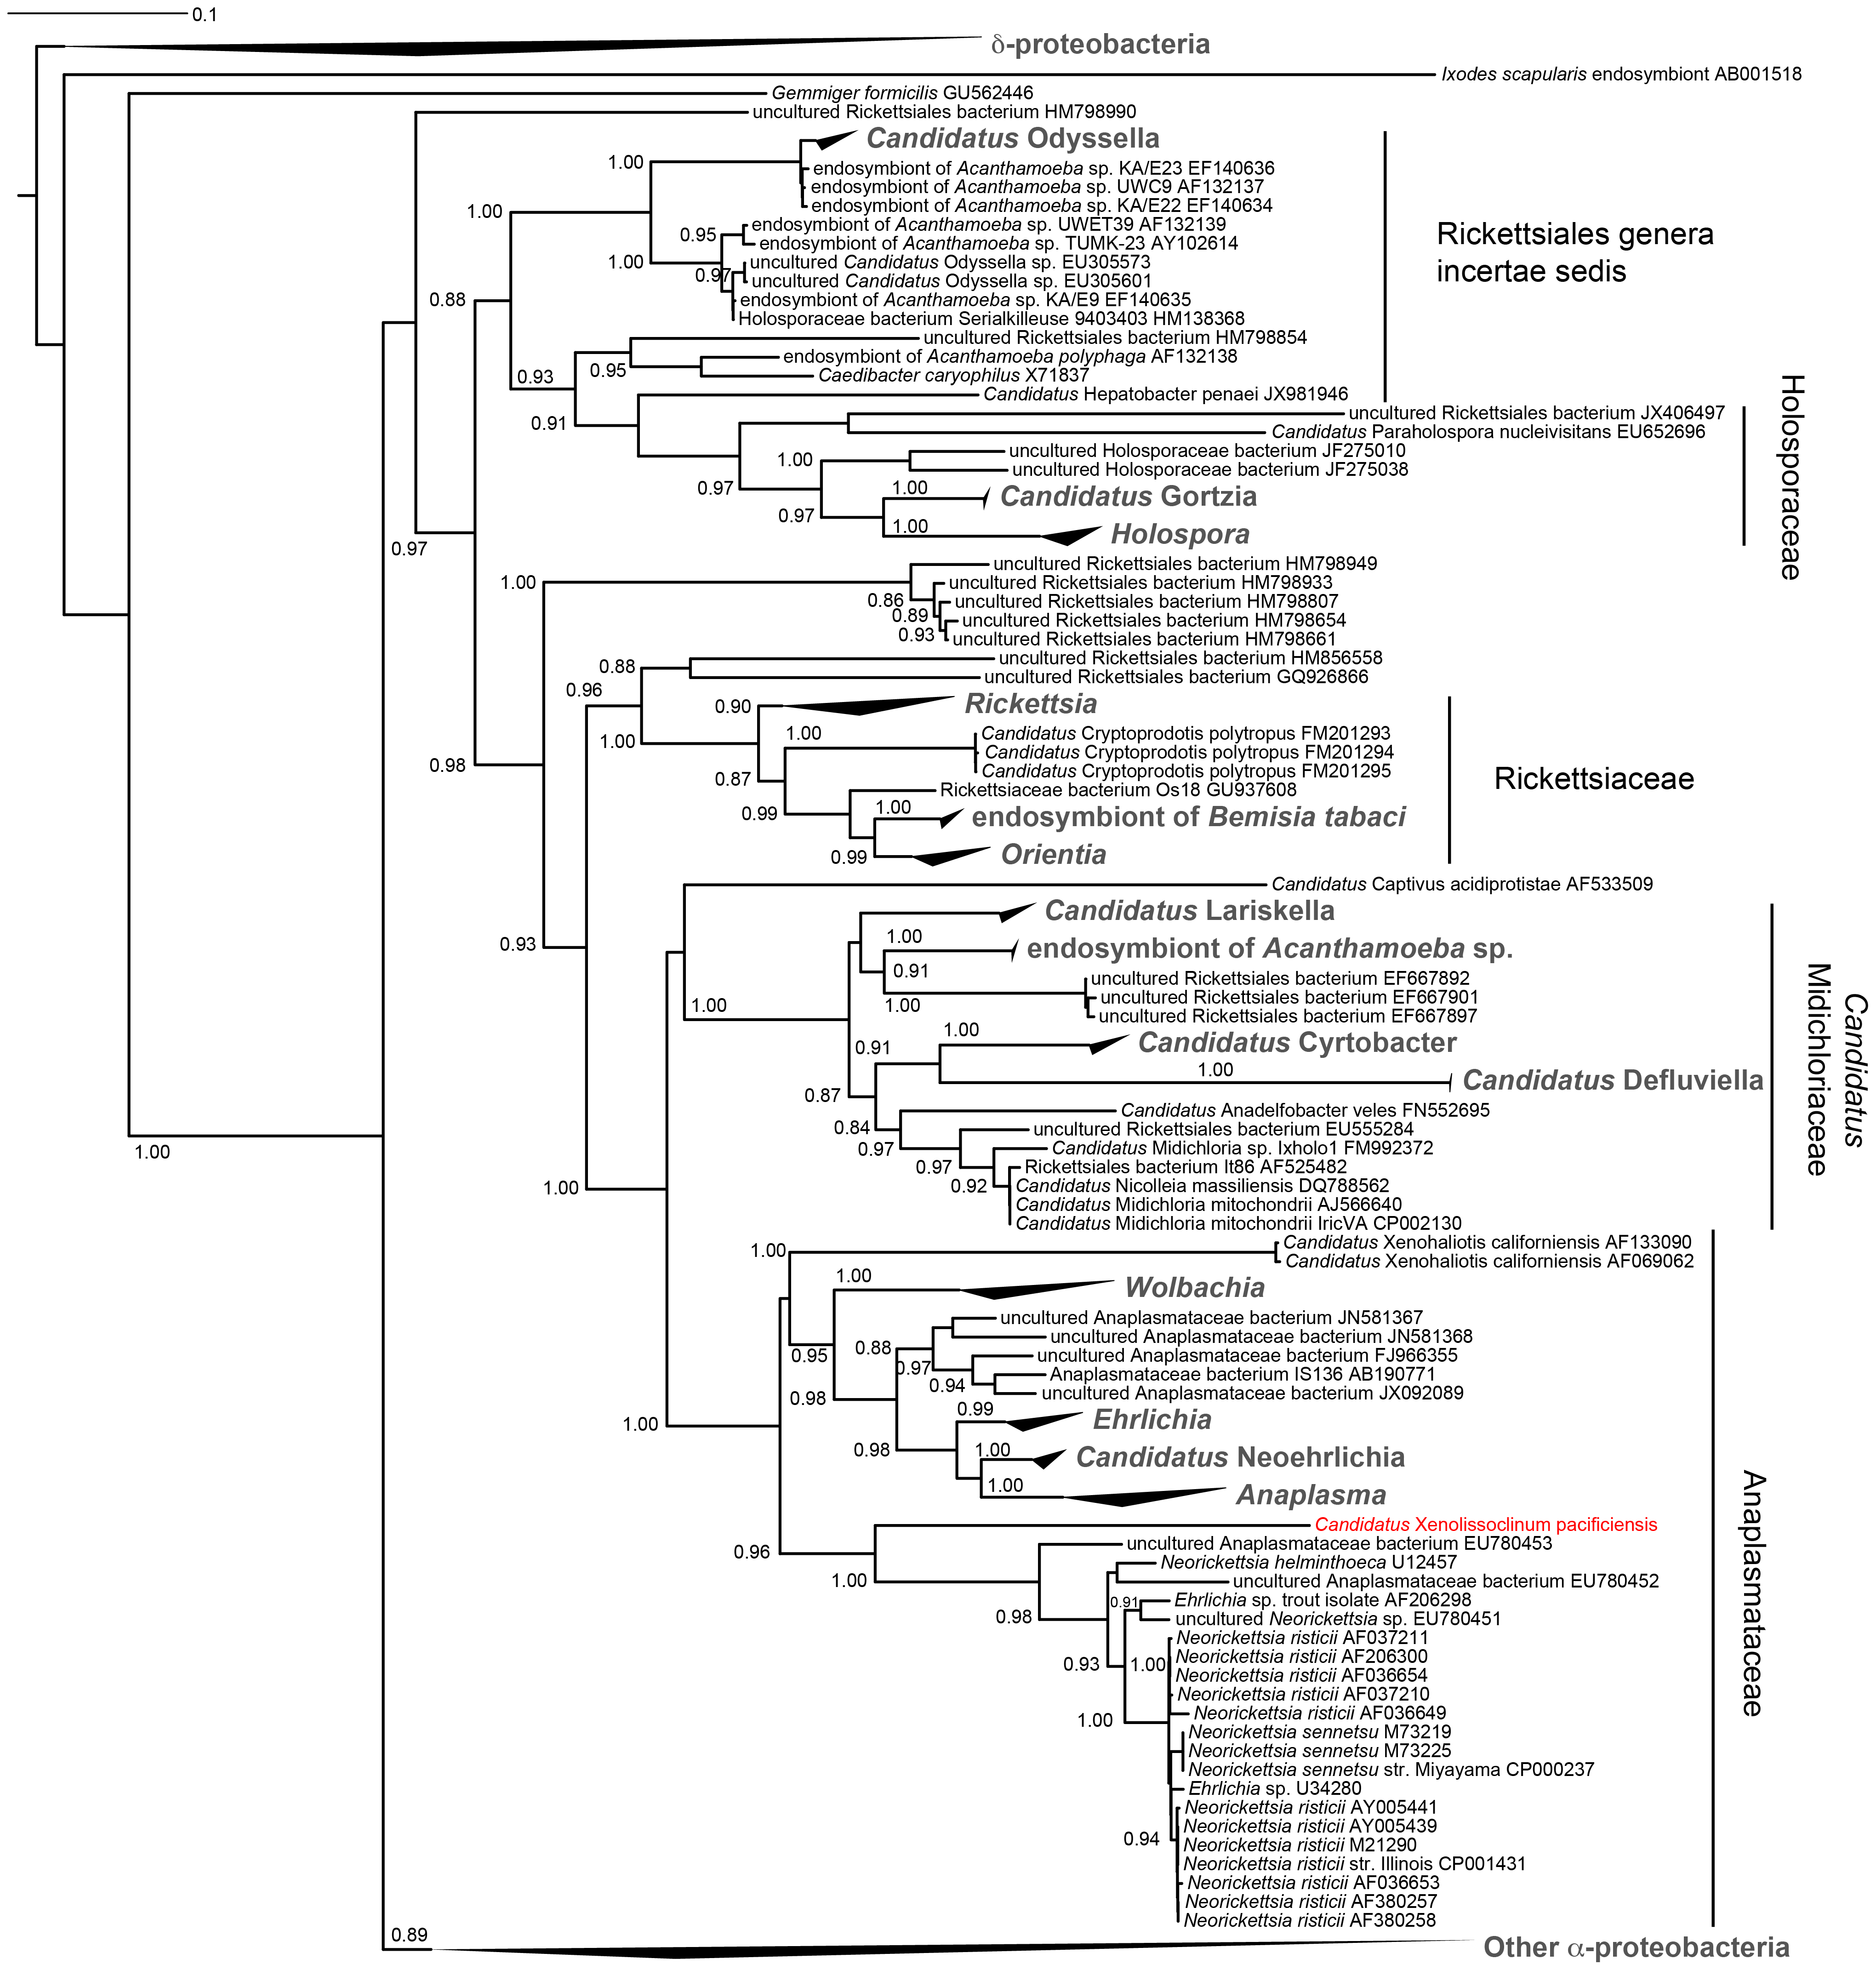 0.1
δ-proteobacteria
Ixodes scapularis endosymbiont AB001518
Gemmiger formicilis GU562446
uncultured Rickettsiales bacterium HM798990
Candidatus Odyssella
1.00
endosymbiont of Acanthamoeba sp. KA/E23 EF140636
endosymbiont of Acanthamoeba sp. UWC9 AF132137
endosymbiont of Acanthamoeba sp. KA/E22 EF140634
1.00
endosymbiont of Acanthamoeba sp. UWET39 AF132139
0.95
endosymbiont of Acanthamoeba sp. TUMK-23 AY102614
1.00
uncultured Candidatus Odyssella sp. EU305573
0.97
uncultured Candidatus Odyssella sp. EU305601
0.88
endosymbiont of Acanthamoeba sp. KA/E9 EF140635
Holosporaceae bacterium Serialkilleuse 9403403 HM138368
Rickettsiales genera
incertae sedis
uncultured Rickettsiales bacterium HM798854
endosymbiont of Acanthamoeba polyphaga AF132138
0.93
0.95
Caedibacter caryophilus X71837
Candidatus Hepatobacter penaei JX981946
0.91
uncultured Rickettsiales bacterium JX406497
Candidatus Paraholospora nucleivisitans EU652696
uncultured Holosporaceae bacterium JF275010
1.00
uncultured Holosporaceae bacterium JF275038
0.97
1.00
Candidatus Gortzia
0.97
1.00
Holospora
Holosporaceae
0.97
uncultured Rickettsiales bacterium HM798949
1.00
uncultured Rickettsiales bacterium HM798933
0.86
uncultured Rickettsiales bacterium HM798807
0.89
uncultured Rickettsiales bacterium HM798654
0.93
uncultured Rickettsiales bacterium HM798661
uncultured Rickettsiales bacterium HM856558
0.88
uncultured Rickettsiales bacterium GQ926866
0.96
0.90
Rickettsia
1.00
1.00
Candidatus Cryptoprodotis polytropus FM201293
Candidatus Cryptoprodotis polytropus FM201294
Candidatus Cryptoprodotis polytropus FM201295
0.98
0.87
Rickettsiaceae
Rickettsiaceae bacterium Os18 GU937608
0.99
1.00
endosymbiont of Bemisia tabaci
0.99
Orientia
Candidatus Captivus acidiprotistae AF533509
Candidatus Lariskella
0.93
1.00
endosymbiont of Acanthamoeba sp.
0.91
uncultured Rickettsiales bacterium EF667892
uncultured Rickettsiales bacterium EF667901
1.00
1.00
uncultured Rickettsiales bacterium EF667897
1.00
Candidatus Cyrtobacter
0.91
1.00
Candidatus Defluviella
0.87
Candidatus
Midichloriaceae
Candidatus Anadelfobacter veles FN552695
0.84
uncultured Rickettsiales bacterium EU555284
0.97
Candidatus Midichloria sp. Ixholo1 FM992372
1.00
0.97
Rickettsiales bacterium It86 AF525482
1.00
0.92
Candidatus Nicolleia massiliensis DQ788562
Candidatus Midichloria mitochondrii AJ566640
Candidatus Midichloria mitochondrii IricVA CP002130
1.00
Candidatus Xenohaliotis californiensis AF133090
Candidatus Xenohaliotis californiensis AF069062
1.00
Wolbachia
uncultured Anaplasmataceae bacterium JN581367
uncultured Anaplasmataceae bacterium JN581368
0.95
0.88
uncultured Anaplasmataceae bacterium FJ966355
0.97
Anaplasmataceae bacterium IS136 AB190771
0.98
0.94
uncultured Anaplasmataceae bacterium JX092089
0.99
Ehrlichia
1.00
0.98
1.00
Candidatus Neoehrlichia
1.00
Anaplasma
Candidatus Xenolissoclinum pacificiensis
0.96
uncultured Anaplasmataceae bacterium EU780453
Neorickettsia helminthoeca U12457
1.00
uncultured Anaplasmataceae bacterium EU780452
0.91
Ehrlichia sp. trout isolate AF206298
0.98
uncultured Neorickettsia sp. EU780451
Anaplasmataceae
Neorickettsia risticii AF037211
Neorickettsia risticii AF206300
0.93
1.00
Neorickettsia risticii AF036654
Neorickettsia risticii AF037210
Neorickettsia risticii AF036649
1.00
Neorickettsia sennetsu M73219
Neorickettsia sennetsu M73225
Neorickettsia sennetsu str. Miyayama CP000237
Ehrlichia sp. U34280
Neorickettsia risticii AY005441
Neorickettsia risticii AY005439
0.94
Neorickettsia risticii M21290
Neorickettsia risticii str. Illinois CP001431
Neorickettsia risticii AF036653
Neorickettsia risticii AF380257
Neorickettsia risticii AF380258
0.89
Other α-proteobacteria